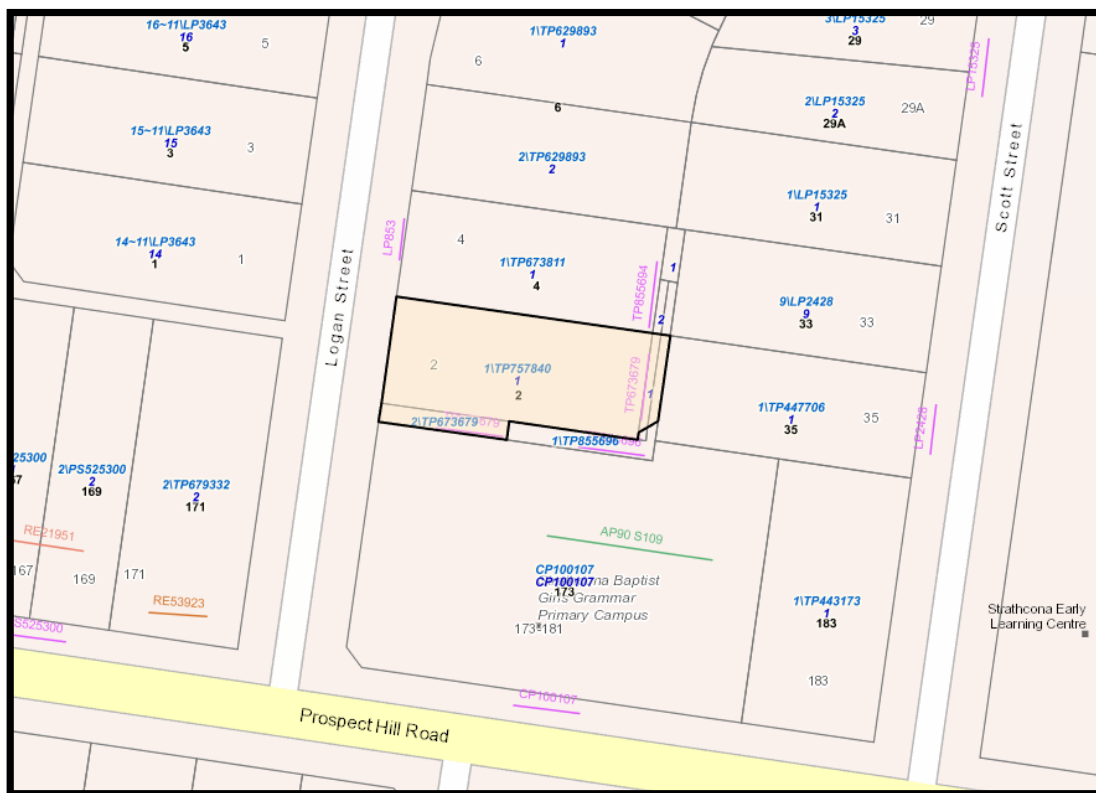 16~11\LP3643
16
5
5
1\TP629893
1
6
3\LP15325
3
29
29
LP15325
2\LP15325
2
29A
29A
6
15~11\LP3643
15
3
3
2\TP629893
2
Scott Street
1\LP15325
1
31
31
14~11\LP3643
14
1
1
LP853
4
1\TP673811
1
4
1
TP855694
2
9\LP2428
9
33
33
Logan Street
2
1\TP757840
1
2
TP673679
1
2\TP673679
1\TP855696
1\TP447706
1
35
35
LP2428
25300
2\PS525300
2
169
2\TP679332
2
171
RE21951
167
169
171
RE53923
S525300
AP90 S109
CP100107
CP100107
173
Baptist
Girls Grammar
Primary Campus
173-181
1\TP443173
1
183
183
Strathcona Early
Learning Centre
CP100107
Prospect Hill Road